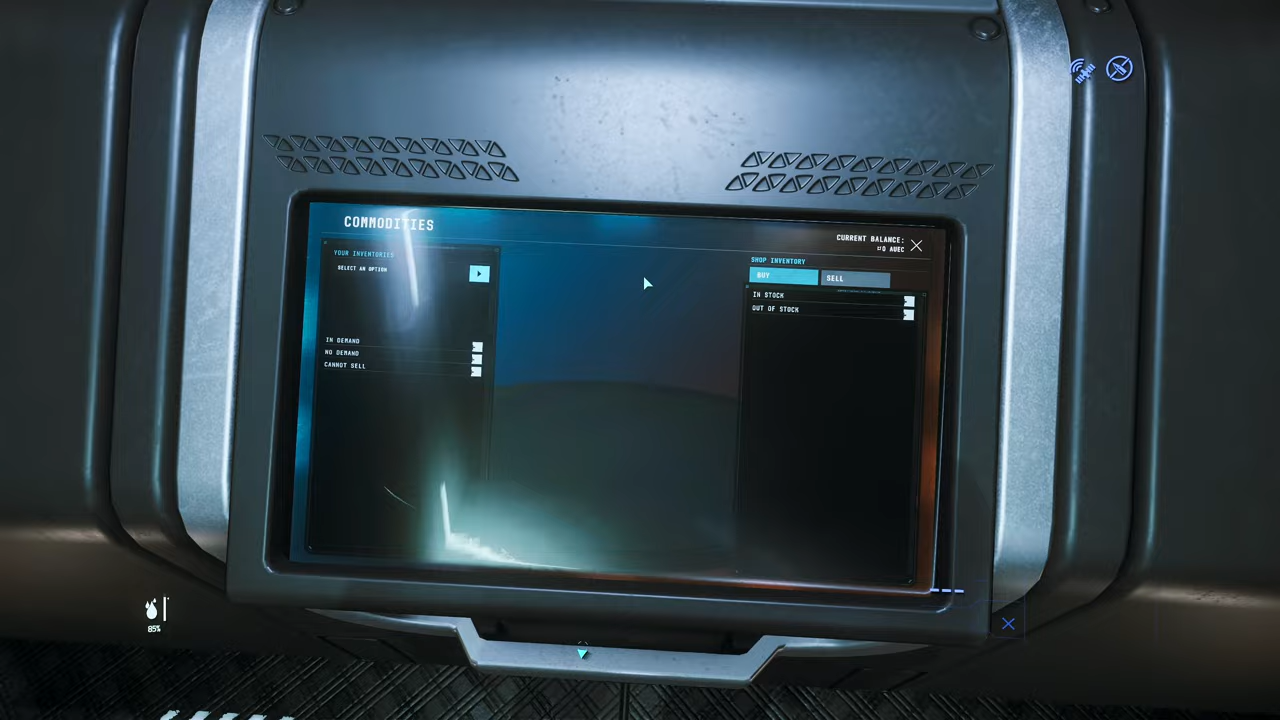 COMMODITIES
CURRENT BALANCE:
¤0 AUEC
YOUR INVENTORIES
SELECT AN OPTION
IN DEMAND
NO DEMAND
CANNOT SELL
SHOP INVENTORY
BUY
SELL
IN STOCK
OUT OF STOCK
85%